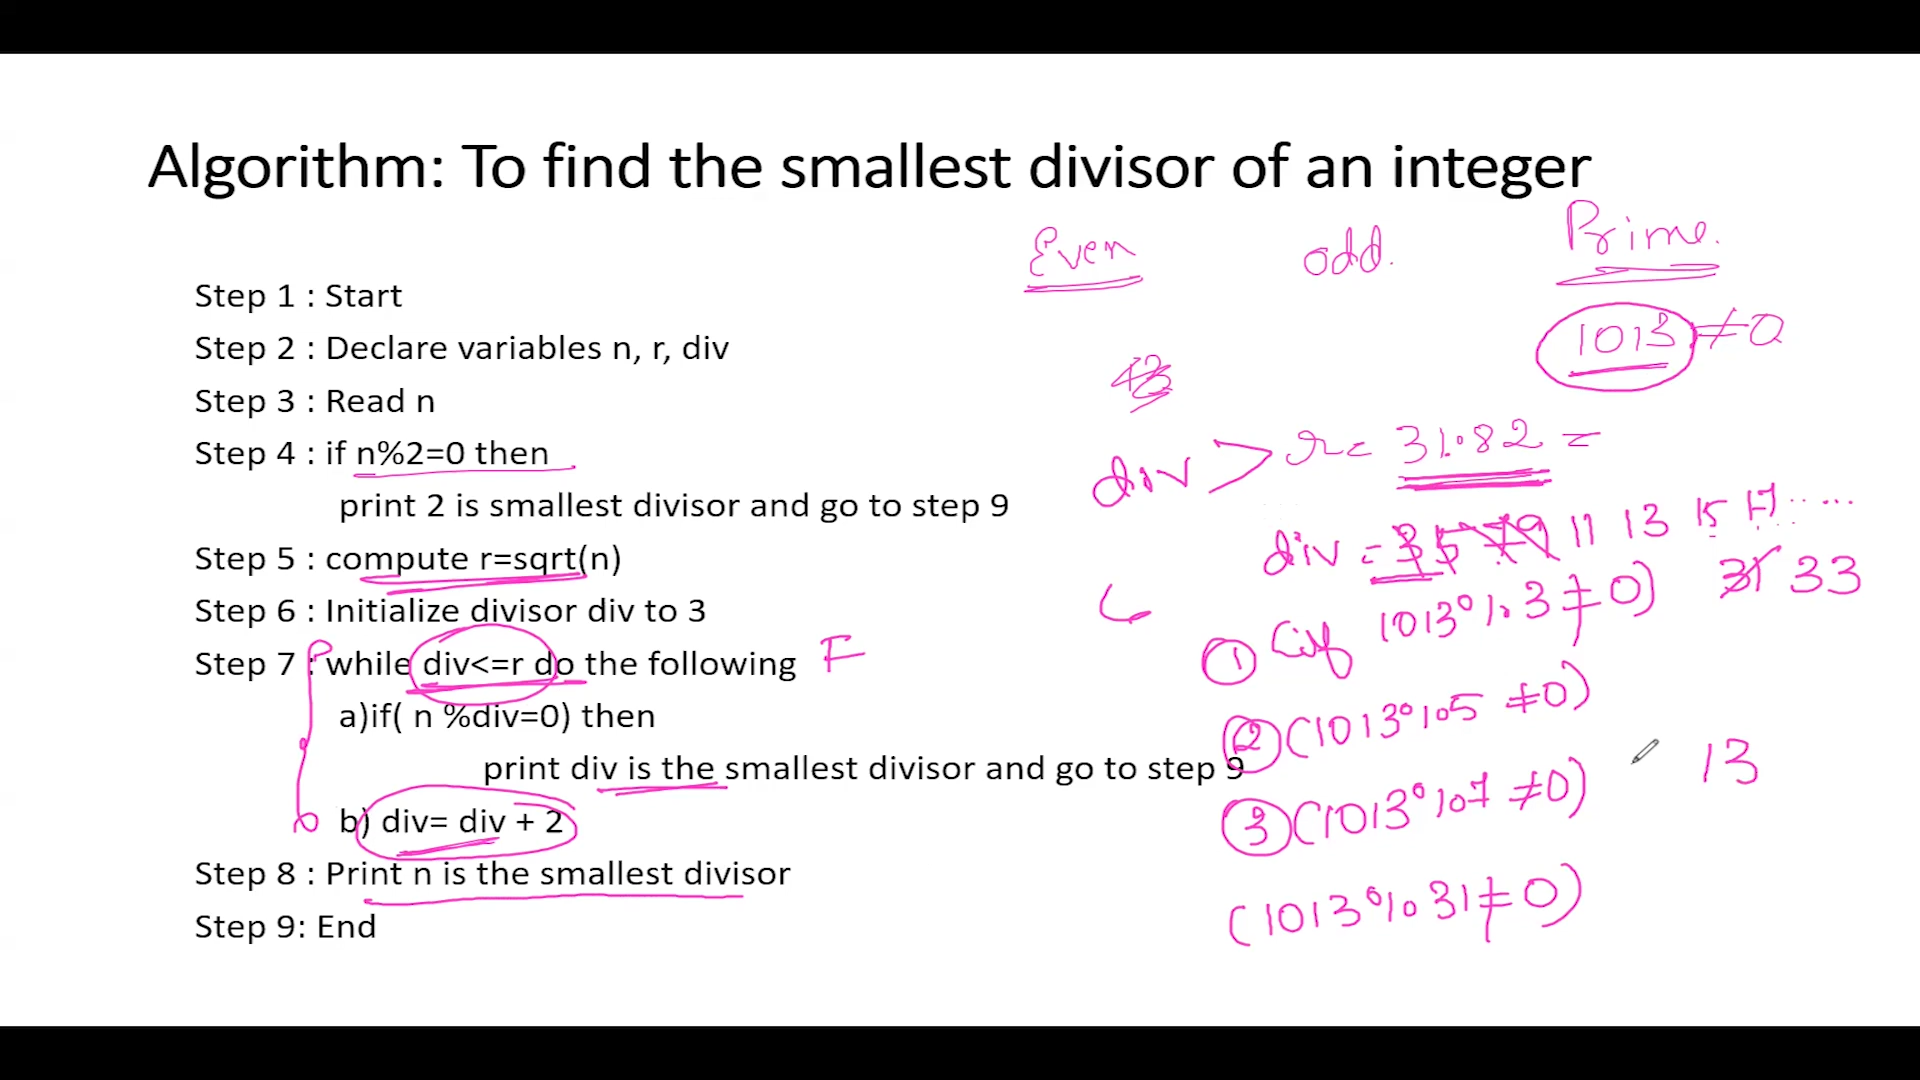 Algorithm: To find the smallest divisor of an integer
Even odd. Prime.
Step 1 : Start
Step 2 : Declare variables n, r, div
1013 ≠0
Step 3 : Read n
Step 4 : if n%2=0 then
div > r= 31.82 =
print 2 is smallest divisor and go to step 9
div = 3 5 7 9 11 13 15 17 .. ...
Step 5 : compute r=sqrt(n)
31 33
Step 6 : Initialize divisor div to 3
① (if 1013%3≠0)
Step 7 : while div<=r do the following F
a)if( n %div=0) then
② (1013%5 ≠0)
print div is the smallest divisor and go to step 9
13
③ (1013%7 ≠0)
b) div= div + 2
Step 8 : Print n is the smallest divisor
(1013%31≠0)
Step 9: End